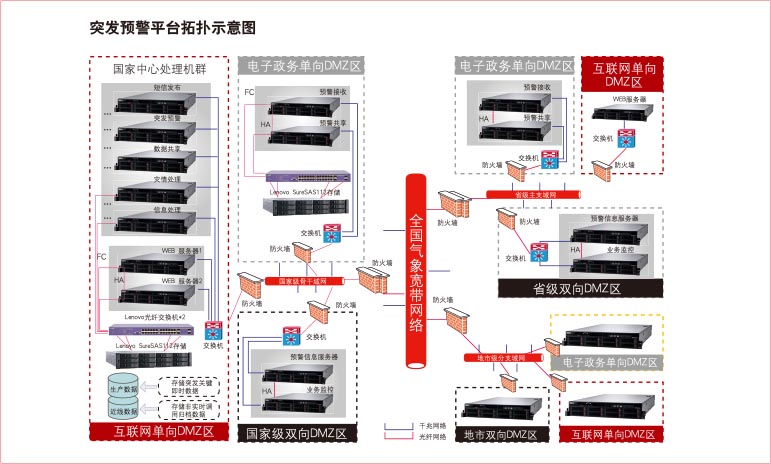 突发预警平台拓扑示意图
国家中心处理机群
短信发布
突发预警
数据共享
灾情处理
信息处理
...
...
...
...
...
FC
HA
WEB 服务器1
WEB 服务器2
Lenovo光纤交换机*2
Lenovo SureSAS112存储
交换机
生产数据
近线数据
存储突发关键
即时数据
存储非实时调
用归档数据
互联网单向DMZ区
电子政务单向DMZ区
FC
预警接收
HA
预警共享
Lenovo SureSAS112存储
交换机
防火墙
防火墙
国家级骨干城网
防火墙
防火墙
交换机
预警信息服务器
HA
业务监控
国家级双向DMZ区
全国气象宽带网络
千兆网络
光纤网络
电子政务单向DMZ区
预警接收
HA
预警共享
交换机
防火墙
互联网单向
DMZ区
WEB服务器
交换机
防火墙
省级主支城网
防火墙
防火墙
预警信息服务器
HA
业务监控
交换机
省级双向DMZ区
防火墙
地市级分支城网
电子政务单向DMZ区
地市双向DMZ区
互联网单向DMZ区